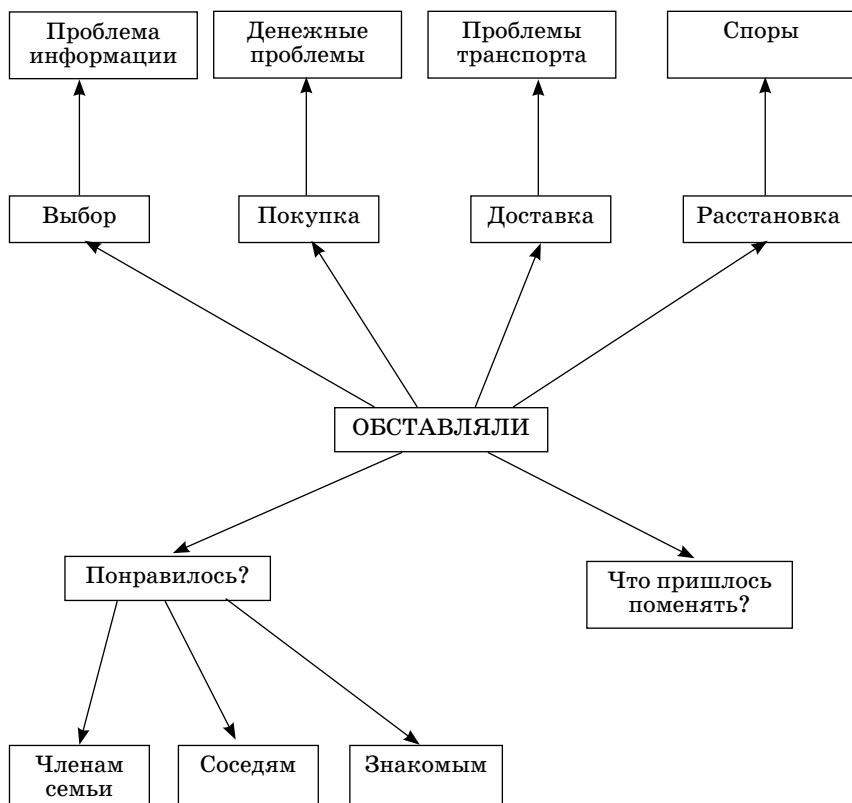 Проблема
информации
Денежные
проблемы
Проблемы
транспорта
Споры
Выбор
Покупка
Доставка
Расстановка
ОБСТАВЛЯЛИ
Понравилось?
Что пришлось
поменять?
Членам
семьи
Соседям
Знакомым